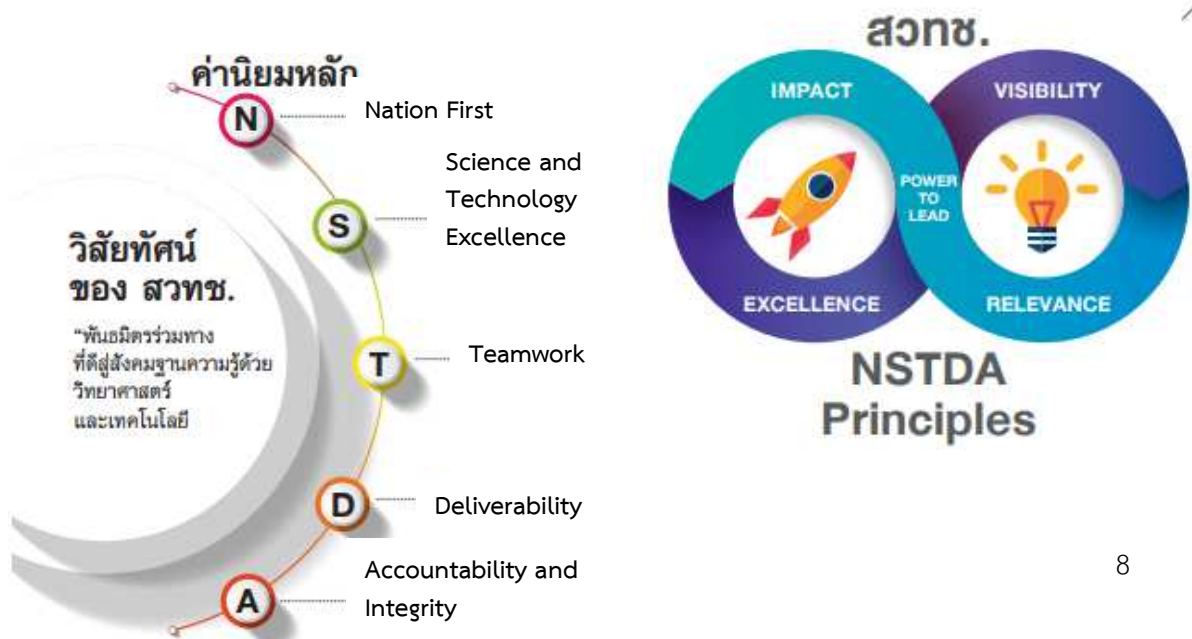 ค่านิยมหลัก
N
Nation First
S
Science and
Technology
Excellence
T
Teamwork
D
Deliverability
A
Accountability and
Integrity
วิสัยทัศน์
ของ สวทช.
“พันธมิตรร่วมทาง
ที่ดีสู่สังคมฐานความรู้ด้วย
วิทยาศาสตร์
และเทคโนโลยี
สวทช.
IMPACT
VISIBILITY
POWER
TO
LEAD
EXCELLENCE
RELEVANCE
NSTDA
Principles
8